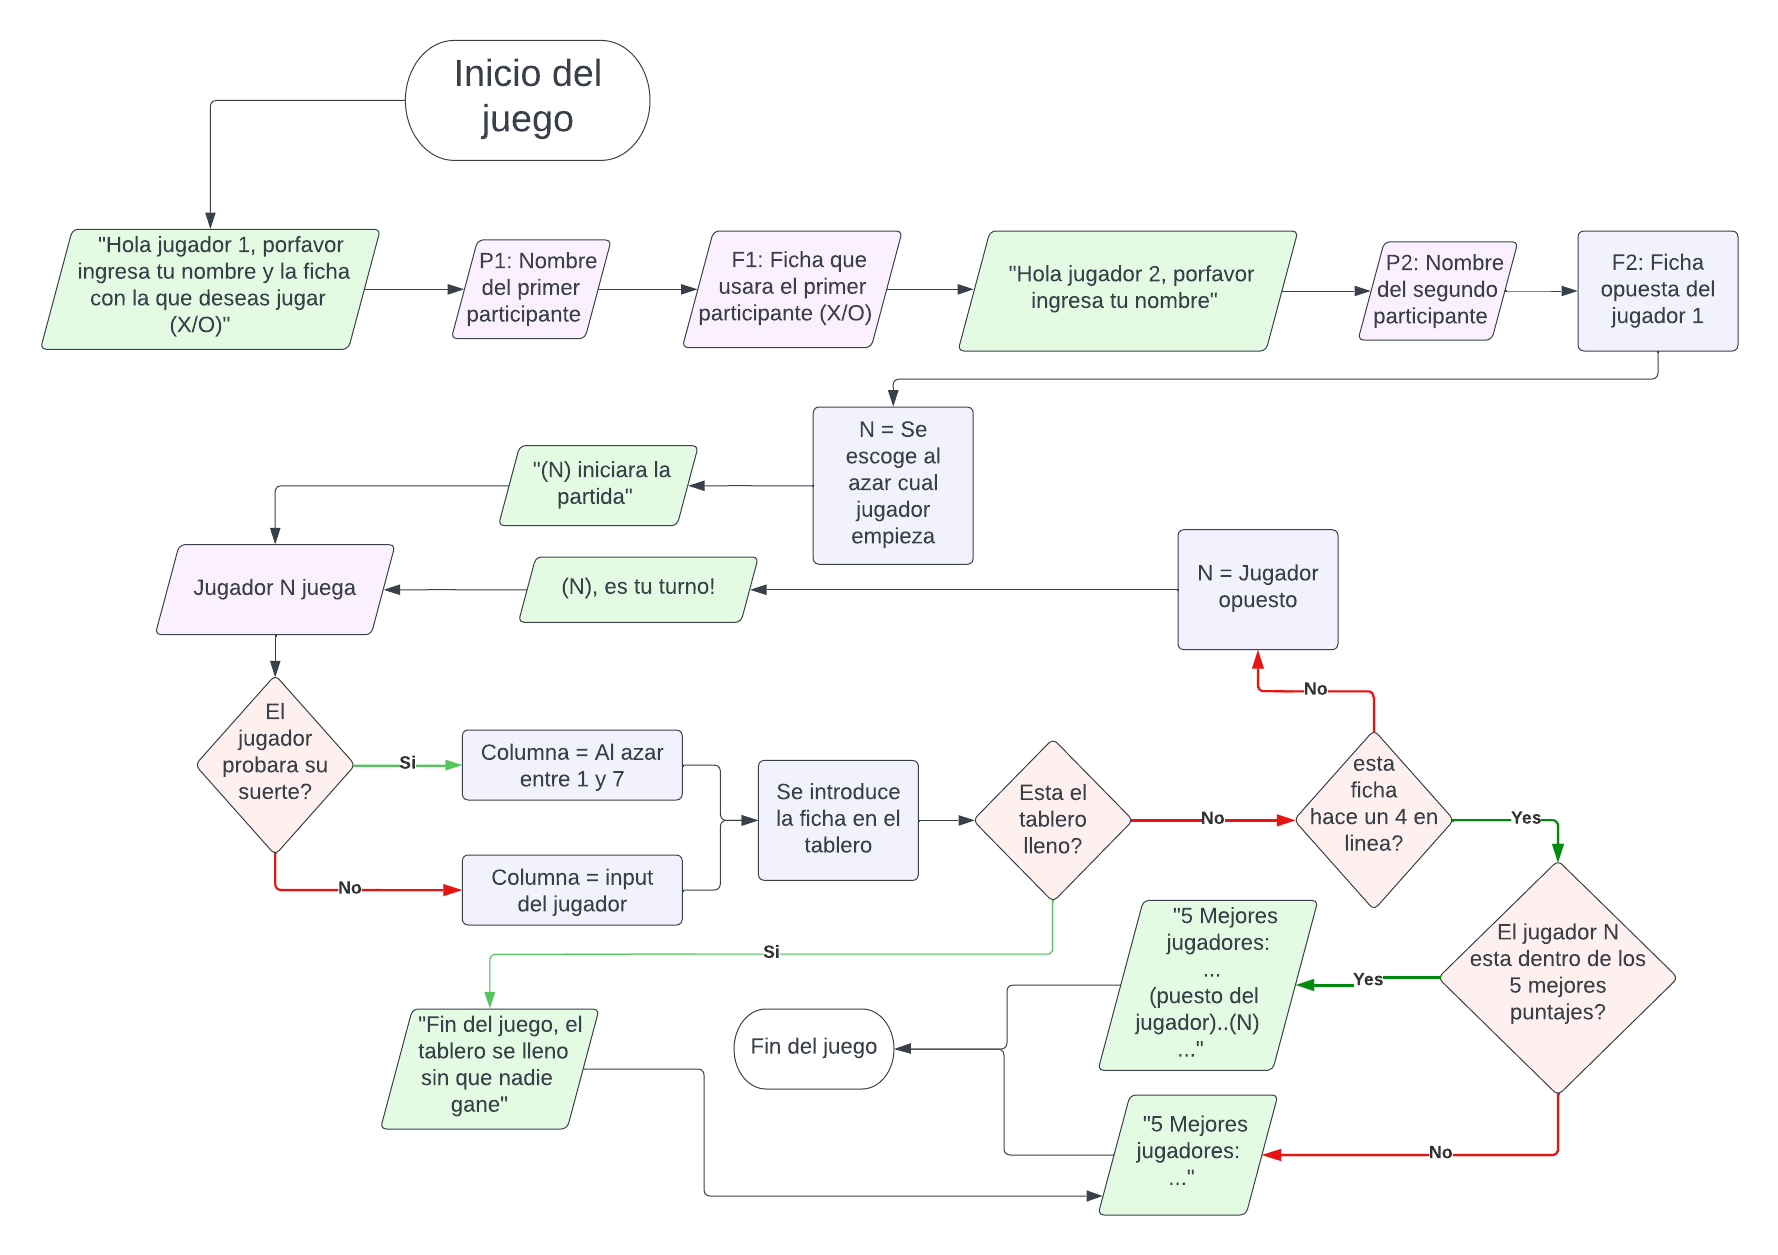 Inicio del
juego
"Hola jugador 1, porfavor
ingresa tu nombre y la ficha
con la que deseas jugar
(X/O)"
P1: Nombre
del primer
participante
F1: Ficha que
usara el primer
participante (X/O)
"Hola jugador 2, porfavor
ingresa tu nombre"
P2: Nombre
del segundo
participante
F2: Ficha
opuesta del
jugador 1
N = Se
escoge al
azar cual
jugador
empieza
"(N) iniciara la
partida"
Jugador N juega
(N), es tu turno!
N = Jugador
opuesto
No
El
jugador
probara su
suerte?
Si
No
Columna = Al azar
entre 1 y 7
Columna = input
del jugador
Se introduce
la ficha en el
tablero
Esta el
tablero
lleno?
No
Si
esta
ficha
hace un 4 en
linea?
Yes
El jugador N
esta dentro de los
5 mejores
puntajes?
Yes
No
"5 Mejores
jugadores:
...
(puesto del
jugador)..(N)
..."
"Fin del juego, el
tablero se lleno
sin que nadie
gane"
Fin del juego
"5 Mejores
jugadores:
..."